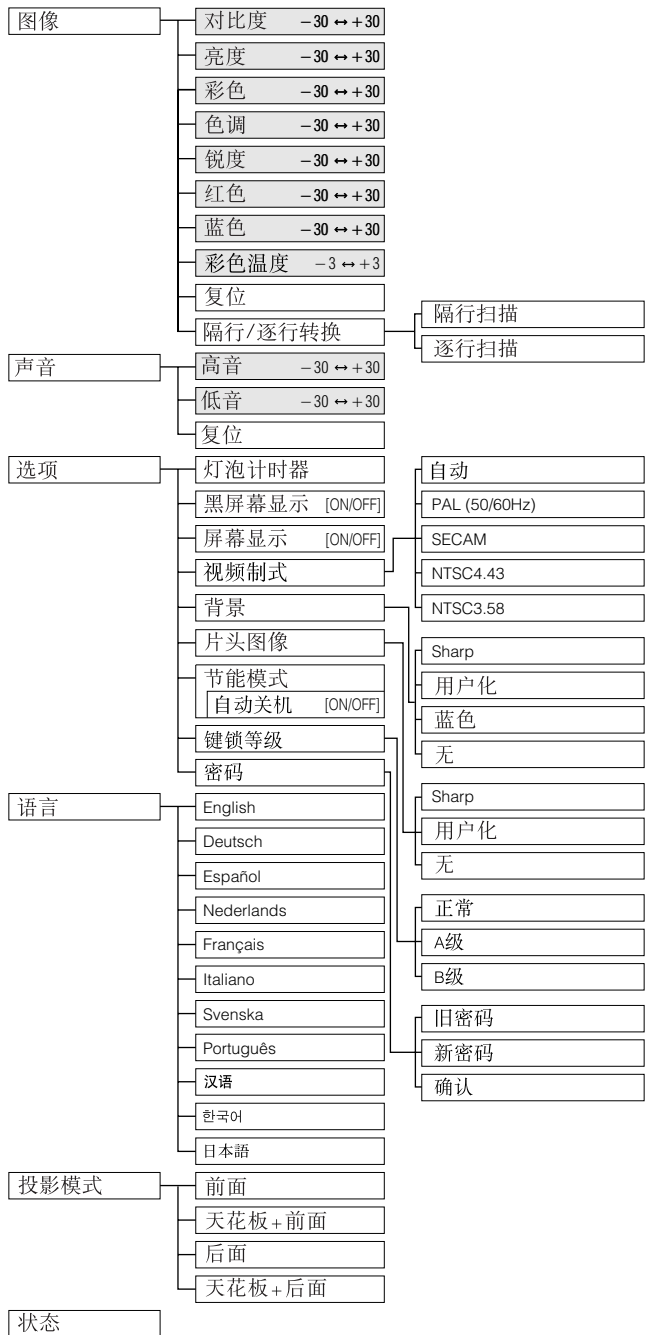 图像
对比度 −30 ↔ +30
亮度 −30 ↔ +30
彩色 −30 ↔ +30
色调 −30 ↔ +30
锐度 −30 ↔ +30
红色 −30 ↔ +30
蓝色 −30 ↔ +30
彩色温度 −3 ↔ +3
复位
隔行/逐行转换
隔行扫描
逐行扫描
声音
高音 −30 ↔ +30
低音 −30 ↔ +30
复位
选项
灯泡计时器
黑屏幕显示 [ON/OFF]
屏幕显示 [ON/OFF]
视频制式
自动
PAL (50/60Hz)
SECAM
NTSC4.43
NTSC3.58
背景
Sharp
用户化
蓝色
无
片头图像
Sharp
用户化
无
节能模式
自动关机 [ON/OFF]
键锁等级
正常
A级
B级
密码
旧密码
新密码
确认
语言
English
Deutsch
Español
Nederlands
Français
Italiano
Svenska
Português
汉语
한국어
日本語
投影模式
前面
天花板+前面
后面
天花板+后面
状态